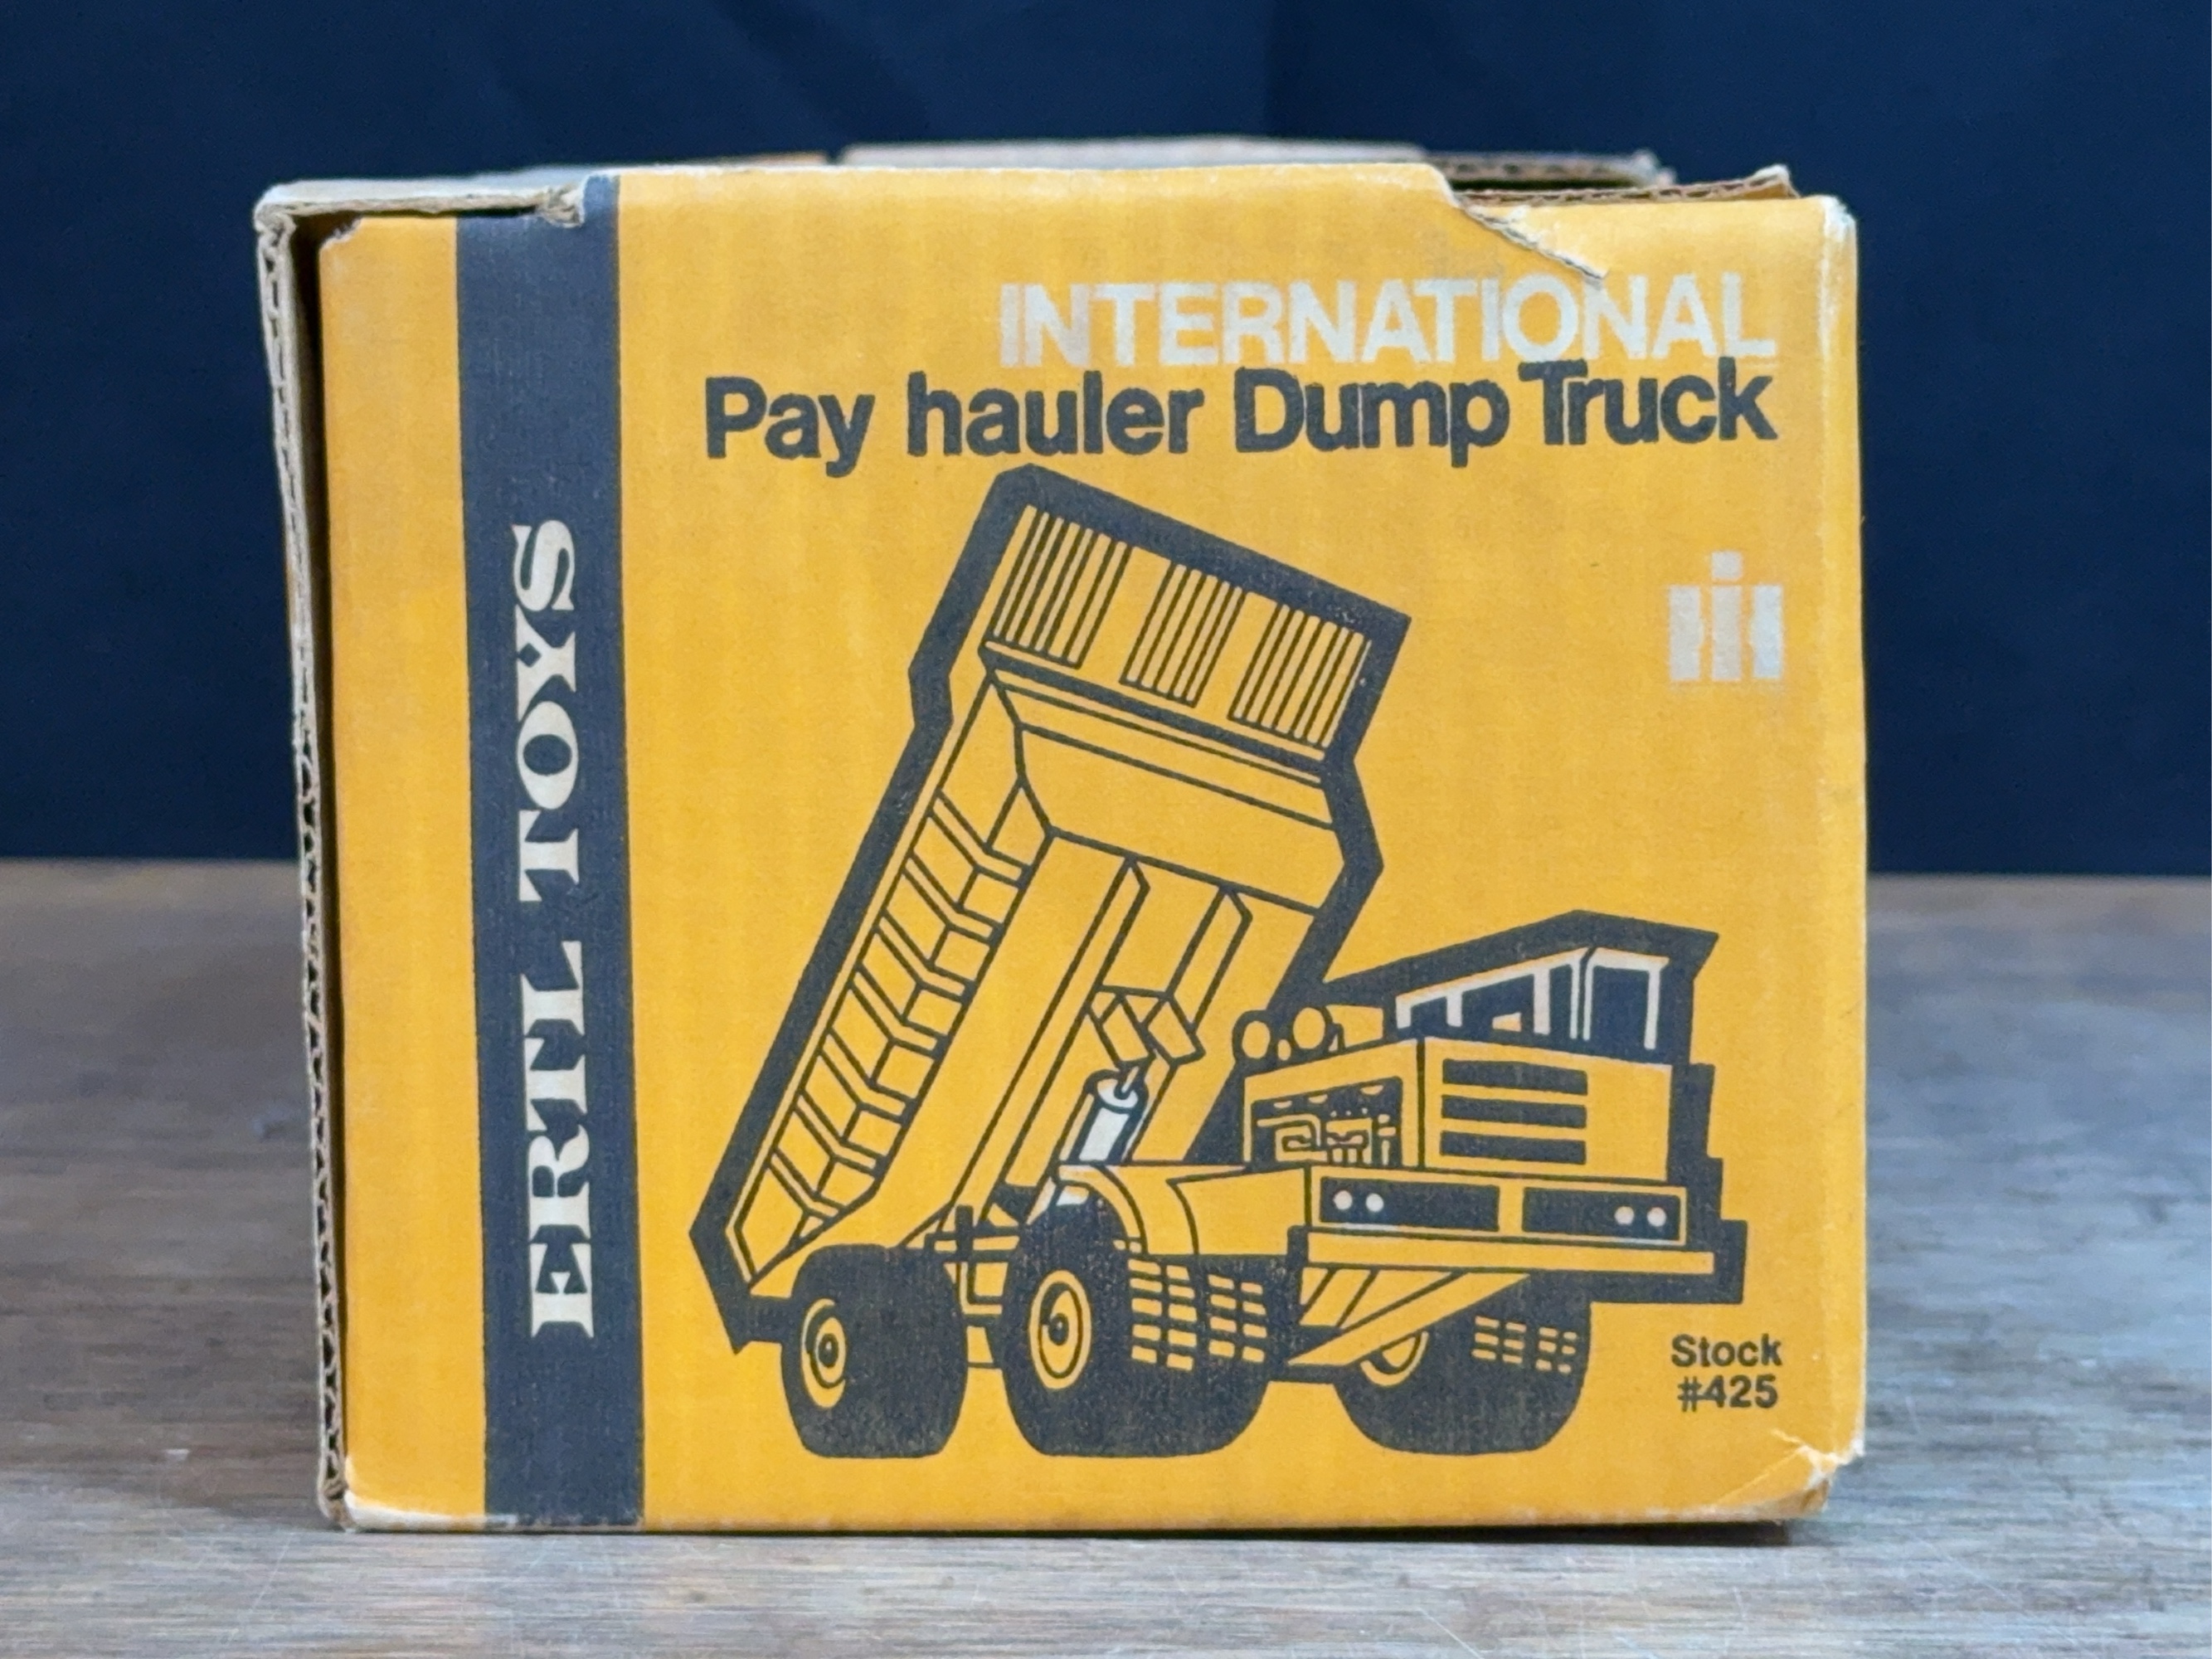 INTERNATIONAL
Pay hauler Dump Truck
ERTL TOYS
Stock
#425